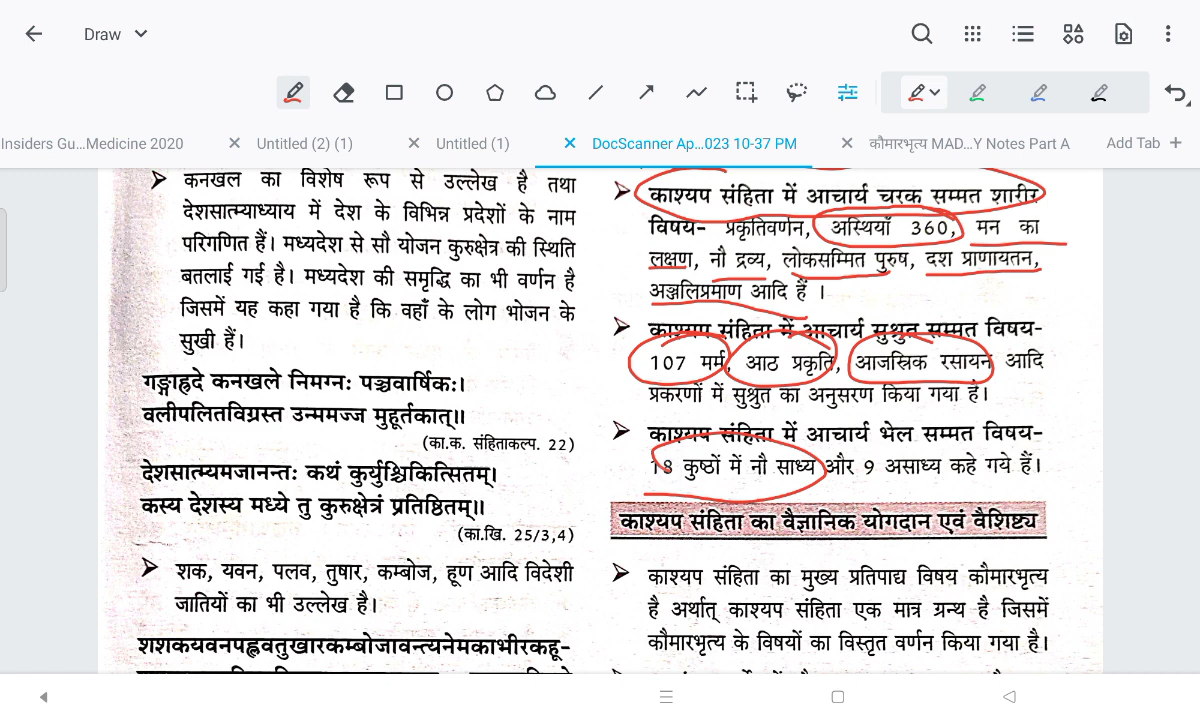 Draw
Insiders Gu...Medicine 2020
Untitled (2) (1)
Untitled (1)
DocScanner Ap...023 10-37 PM
कौमारभृत्य MAD...Y Notes Part A
Add Tab +
कनखल का विशेष रूप से उल्लेख है तथा
देशसात्म्याध्याय में देश के विभिन्न प्रदेशों के नाम
परिगणित हैं। मध्यदेश से सौ योजन कुरुक्षेत्र की स्थिति
बतलाई गई है। मध्यदेश की समृद्धि का भी वर्णन है
जिसमें यह कहा गया है कि वहाँ के लोग भोजन के
सुखी हैं।
गङ्गाह्रदे कनखले निमग्नः पञ्चवार्षिकः।
वलीपलितविग्रस्त उन्ममज्ज मुहूर्तकात्॥
(का.क. संहिताकल्प. 22)
देशसात्म्यमजानन्तः कथं कुर्युश्चिकित्सितम्।
कस्य देशस्य मध्ये तु कुरुक्षेत्रं प्रतिष्ठितम्॥
(का.खि. 25/3,4)
शक, यवन, पलव, तुषार, कम्बोज, हूण आदि विदेशी
जातियों का भी उल्लेख है।
शशकयवनपह्लवतुखारकम्बोजावन्त्यनेमकाभीरकहू-
काश्यप संहिता में आचार्य चरक सम्मत शारीर
विषय- प्रकृतिवर्णन, अस्थियाँ 360, मन का
लक्षण, नौ द्रव्य, लोकसम्मित पुरुष, दश प्राणायतन,
अञ्जलिप्रमाण आदि हैं ।
काश्यप संहिता में आचार्य सुश्रुत सम्मत विषय-
107 मर्म, आठ प्रकृति, आजस्रिक रसायन आदि
प्रकरणों में सुश्रुत का अनुसरण किया गया है।
काश्यप संहिता में आचार्य भेल सम्मत विषय-
18 कुष्ठों में नौ साध्य और 9 असाध्य कहे गये हैं।
काश्यप संहिता का वैज्ञानिक योगदान एवं वैशिष्ट्य
काश्यप संहिता का मुख्य प्रतिपाद्य विषय कौमारभृत्य
है अर्थात् काश्यप संहिता एक मात्र ग्रन्थ है जिसमें
कौमारभृत्य के विषयों का विस्तृत वर्णन किया गया है।